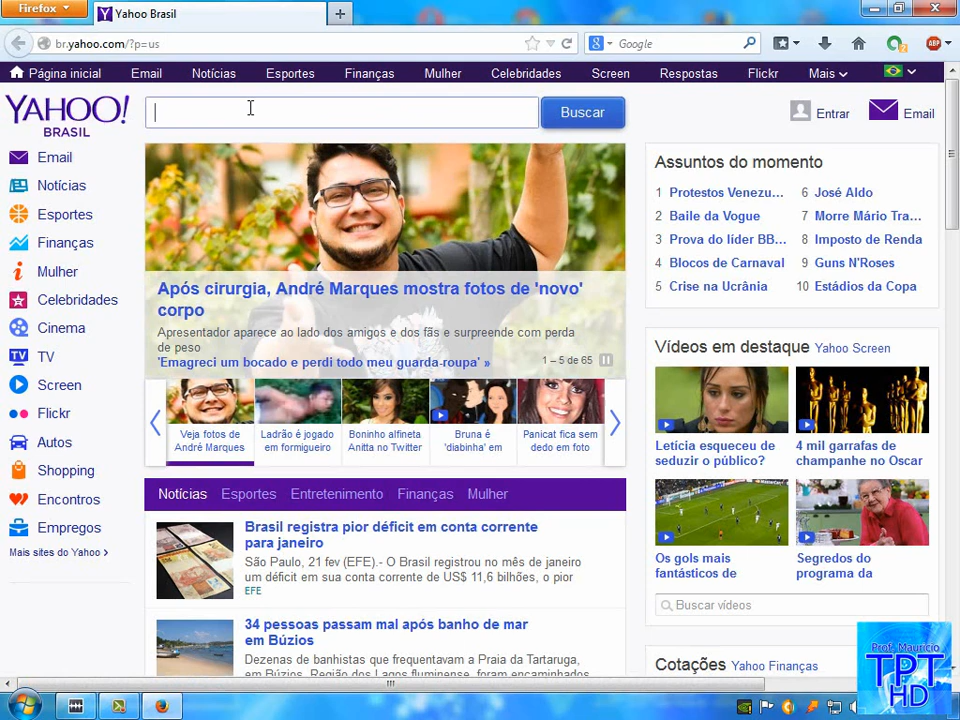 Firefox
Yahoo Brasil
br.yahoo.com/?p=us
Google
ABP
Página inicial
Email
Notícias
Esportes
Finanças
Mulher
Celebridades
Screen
Respostas
Flickr
Mais
YAHOO!
BRASIL
Buscar
Entrar
Email
Email
Notícias
Esportes
Finanças
Mulher
Celebridades
Cinema
TV
Screen
Flickr
Autos
Shopping
Encontros
Empregos
Mais sites do Yahoo >
Após cirurgia, André Marques mostra fotos de 'novo'
corpo
Apresentador aparece ao lado dos amigos e dos fãs e surpreende com perda
de peso
'Emagreci um bocado e perdi todo meu guarda-roupa' »
1 – 5 de 65
Veja fotos de
André Marques
Ladrão é jogado
em formigueiro
Boninho alfineta
Anitta no Twitter
Bruna é
'diabinha' em
Panicat fica sem
dedo em foto
Notícias
Esportes
Entretenimento
Finanças
Mulher
Brasil registra pior déficit em conta corrente
para janeiro
São Paulo, 21 fev (EFE).- O Brasil registrou no mês de janeiro
um déficit em sua conta corrente de US$ 11,6 bilhões, o pior
EFE
34 pessoas passam mal após banho de mar
em Búzios
Dezenas de banhistas que frequentavam a Praia da Tartaruga,
em Búzios, Região dos Lagos fluminense, foram encaminhados
Assuntos do momento
1 Protestos Venezu...
2 Baile da Vogue
3 Prova do líder BB...
4 Blocos de Carnaval
5 Crise na Ucrânia
6 José Aldo
7 Morre Mário Tra...
8 Imposto de Renda
9 Guns N'Roses
10 Estádios da Copa
Vídeos em destaque Yahoo Screen
Letícia esqueceu de
seduzir o público?
4 mil garrafas de
champanhe no Oscar
Os gols mais
fantásticos de
Segredos do
programa da
Buscar vídeos
Cotações Yahoo Finanças
Prof. Maurício
TPT
HD